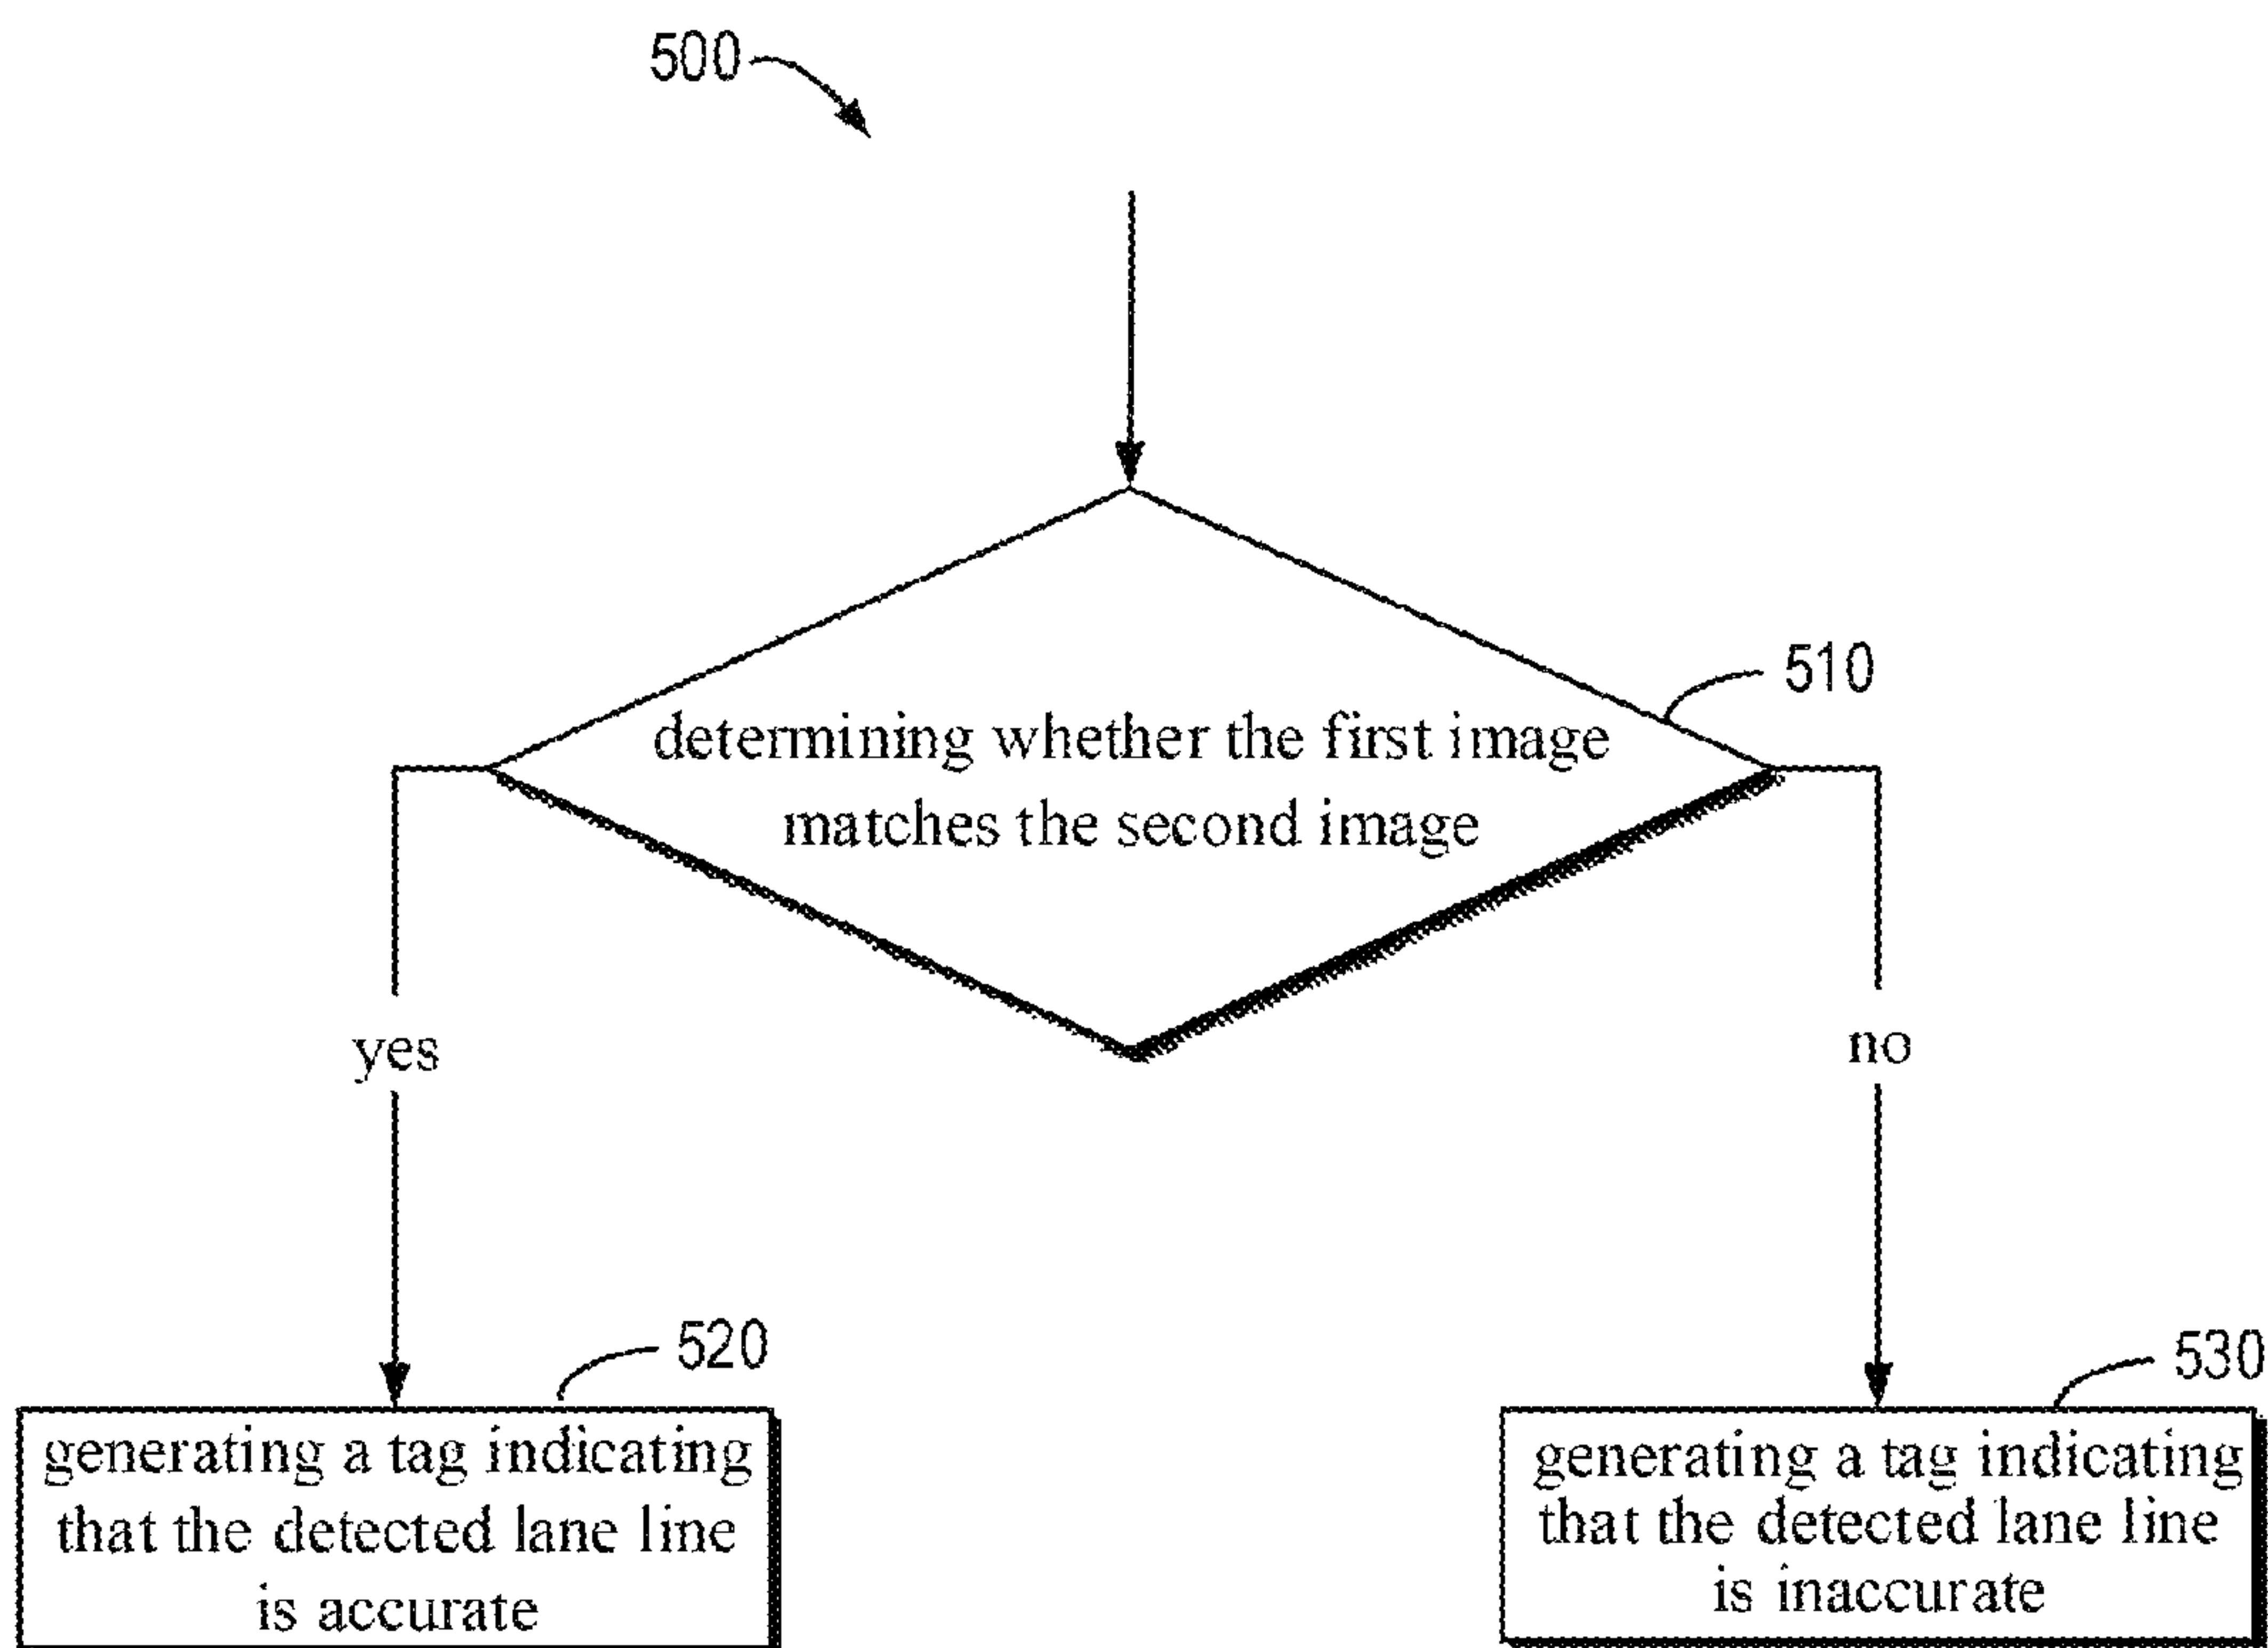 500
510
determining whether the first image
matches the second image
yes
no
520
530
generating a tag indicating
that the detected lane line
is accurate
generating a tag indicating
that the detected lane line
is inaccurate